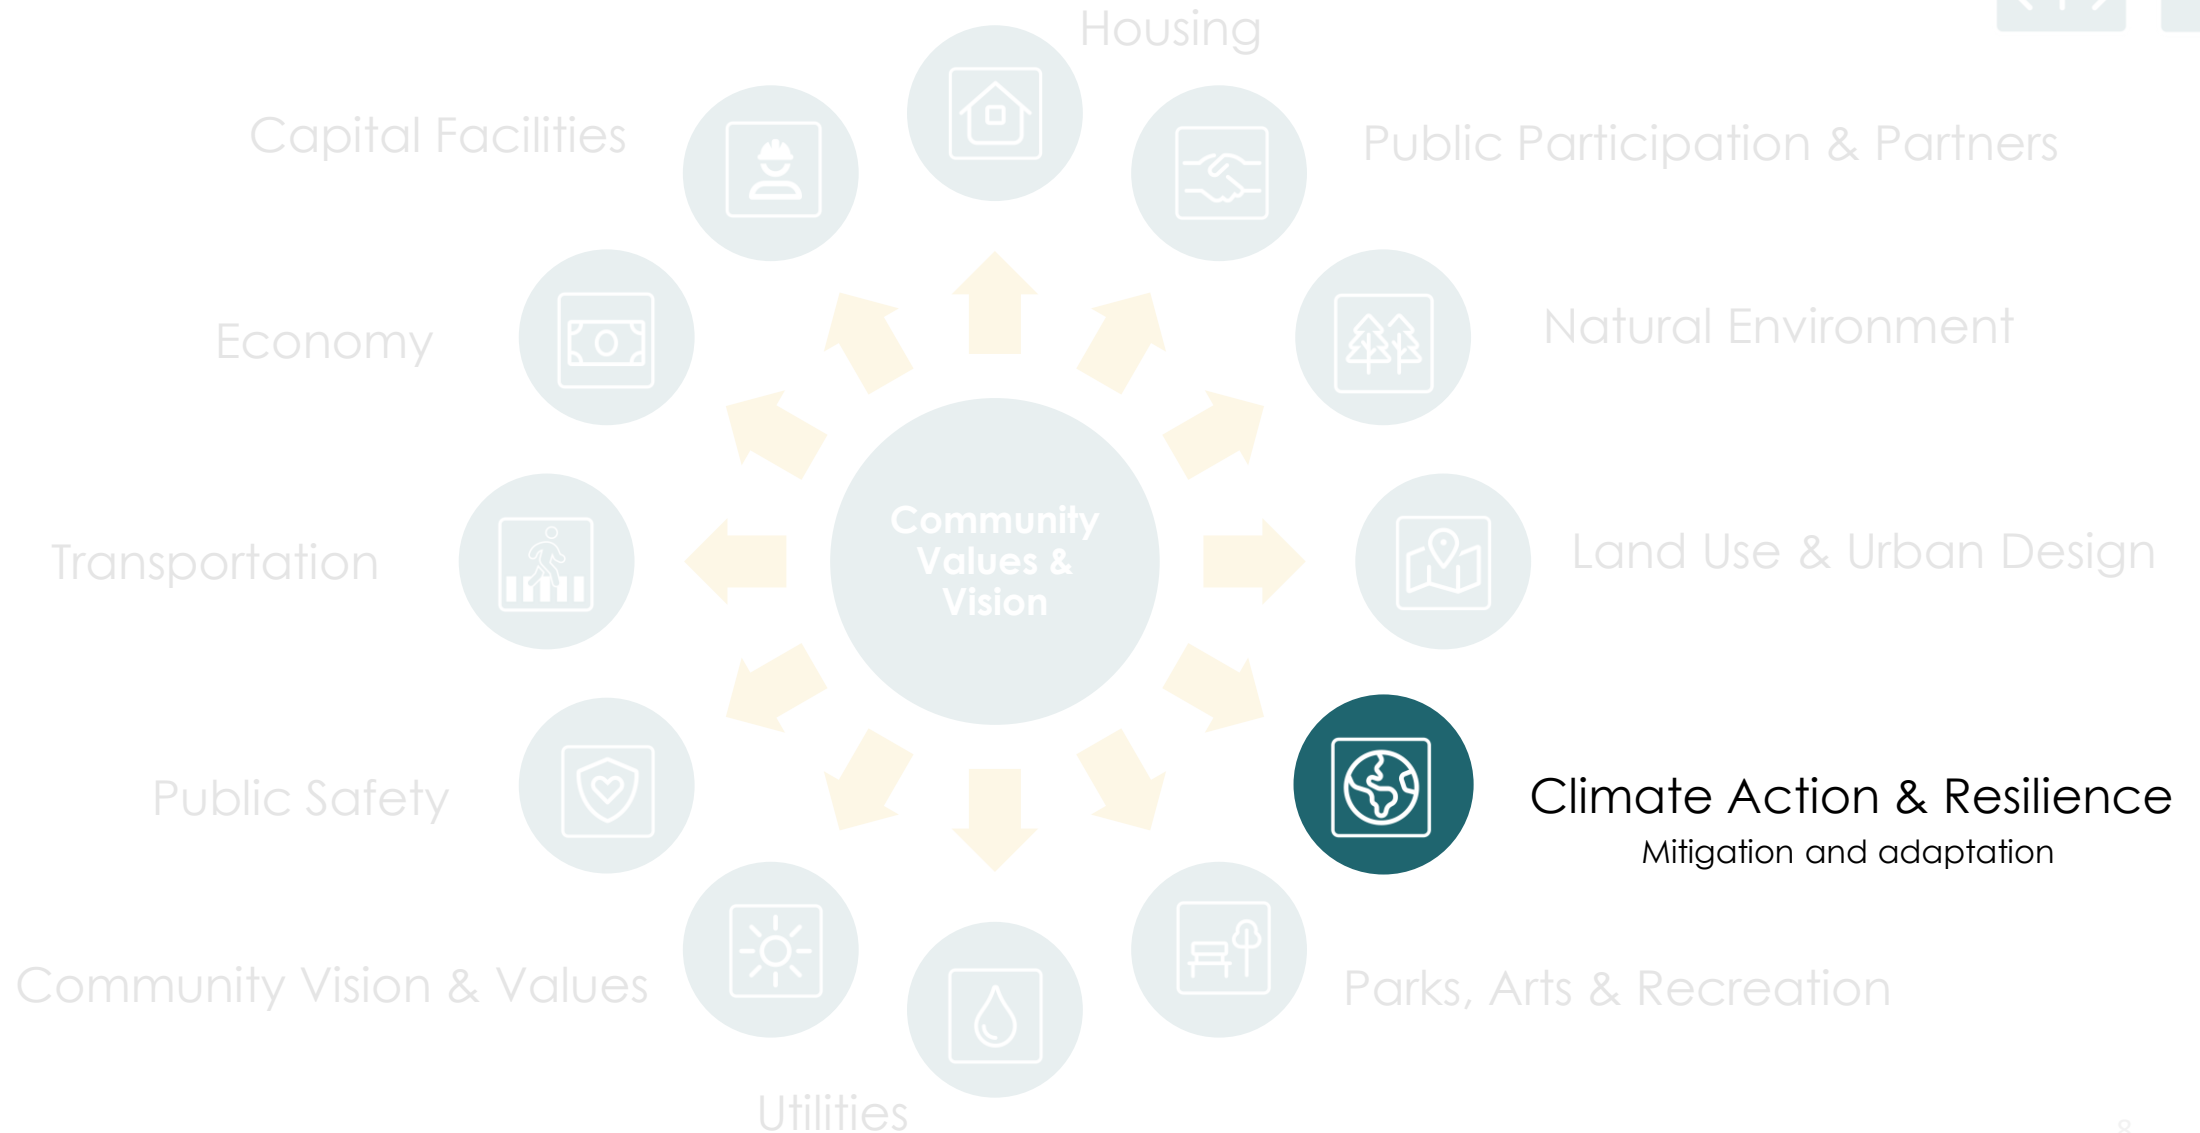 Housing
Capital Facilities
Public Participation & Partners
Economy
Natural Environment
Community
Values &
Vision
Transportation
Land Use & Urban Design
Public Safety
Climate Action & Resilience
Mitigation and adaptation
Community Vision & Values
Parks, Arts & Recreation
Utilities
8